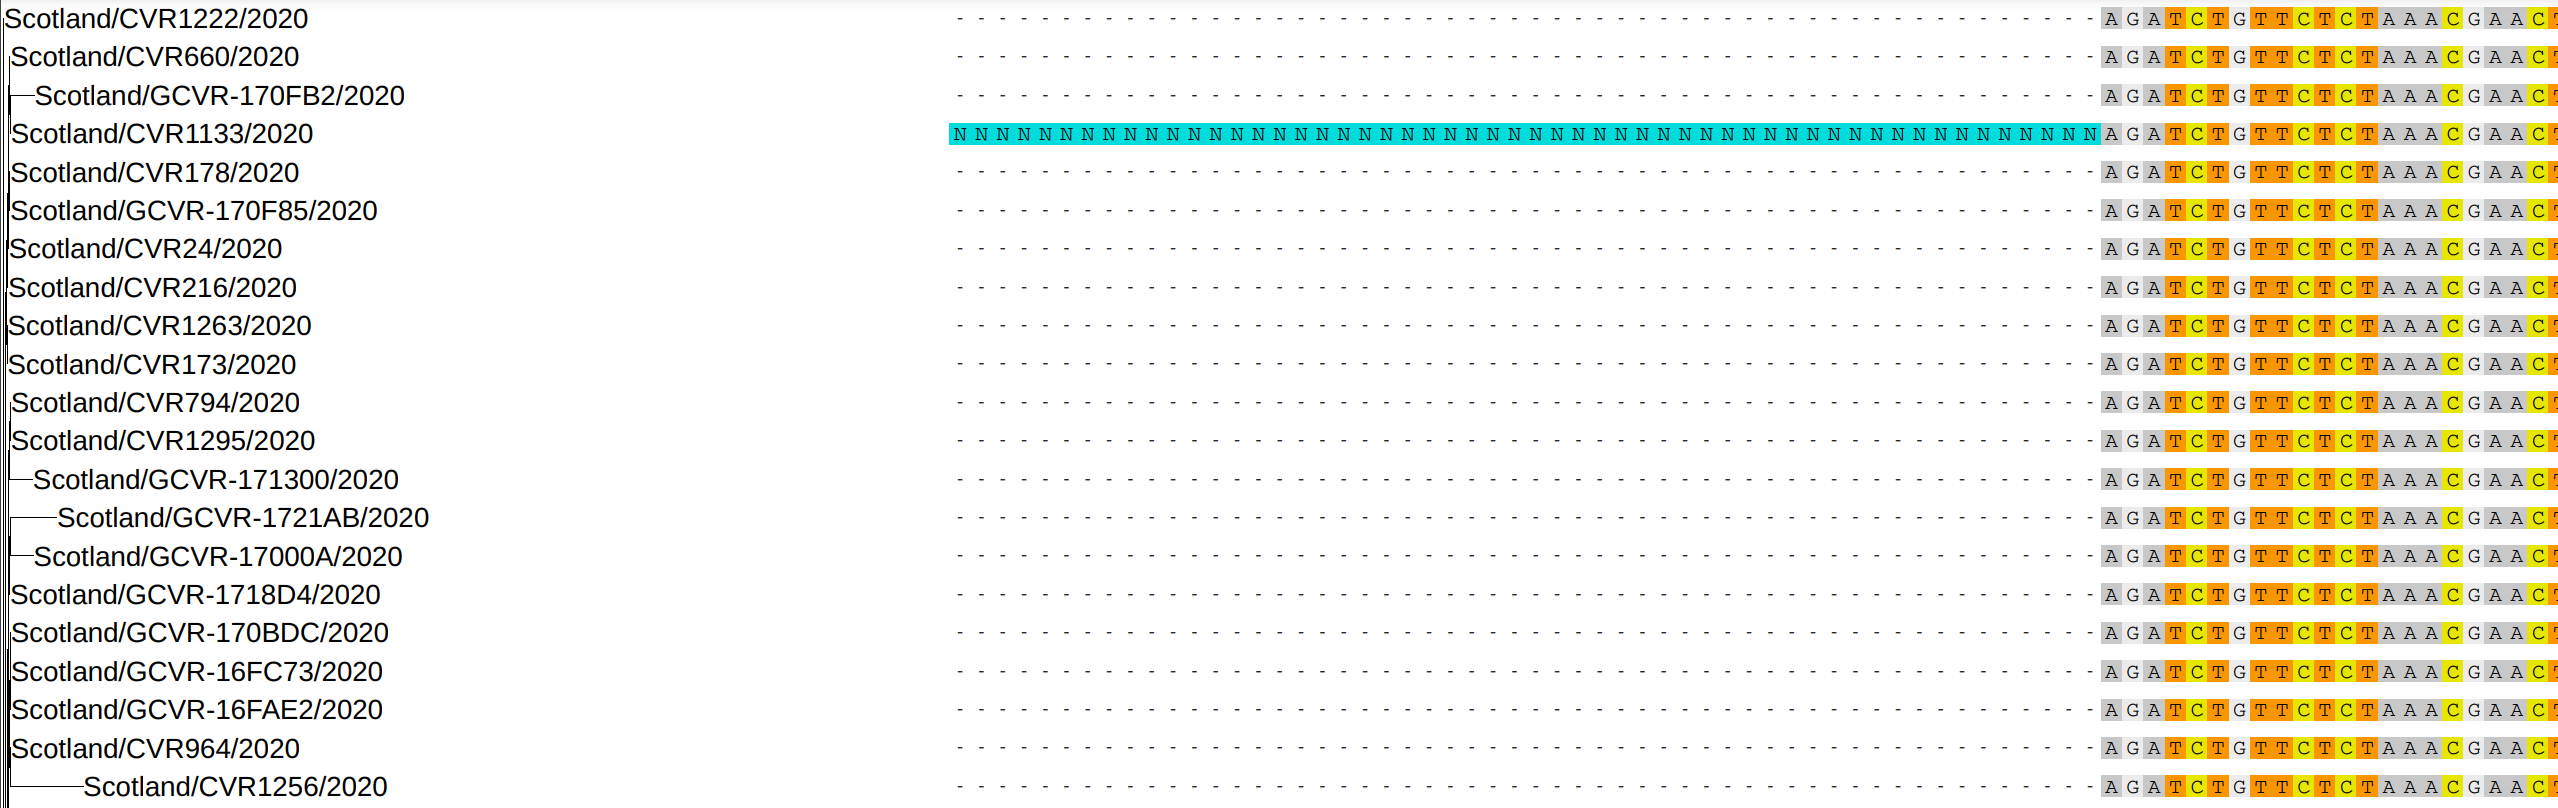 Scotland/CVR1222/2020 ------------------------------------------------------AGATCTGTTCTCTAAACGAAC
Scotland/CVR660/2020 ------------------------------------------------------AGATCTGTTCTCTAAACGAAC
Scotland/GCVR-170FB2/2020 ------------------------------------------------------AGATCTGTTCTCTAAACGAAC
Scotland/CVR1133/2020 NNNNNNNNNNNNNNNNNNNNNNNNNNNNNNNNNNNNNNNNNNNNNNNNNNNNNNAGATCTGTTCTCTAAACGAAC
Scotland/CVR178/2020 ------------------------------------------------------AGATCTGTTCTCTAAACGAAC
Scotland/GCVR-170F85/2020 ------------------------------------------------------AGATCTGTTCTCTAAACGAAC
Scotland/CVR24/2020 ------------------------------------------------------AGATCTGTTCTCTAAACGAAC
Scotland/CVR216/2020 ------------------------------------------------------AGATCTGTTCTCTAAACGAAC
Scotland/CVR1263/2020 ------------------------------------------------------AGATCTGTTCTCTAAACGAAC
Scotland/CVR173/2020 ------------------------------------------------------AGATCTGTTCTCTAAACGAAC
Scotland/CVR794/2020 ------------------------------------------------------AGATCTGTTCTCTAAACGAAC
Scotland/CVR1295/2020 ------------------------------------------------------AGATCTGTTCTCTAAACGAAC
Scotland/GCVR-171300/2020 ------------------------------------------------------AGATCTGTTCTCTAAACGAAC
Scotland/GCVR-1721AB/2020 ------------------------------------------------------AGATCTGTTCTCTAAACGAAC
Scotland/GCVR-17000A/2020 ------------------------------------------------------AGATCTGTTCTCTAAACGAAC
Scotland/GCVR-1718D4/2020 ------------------------------------------------------AGATCTGTTCTCTAAACGAAC
Scotland/GCVR-170BDC/2020 ------------------------------------------------------AGATCTGTTCTCTAAACGAAC
Scotland/GCVR-16FC73/2020 ------------------------------------------------------AGATCTGTTCTCTAAACGAAC
Scotland/GCVR-16FAE2/2020 ------------------------------------------------------AGATCTGTTCTCTAAACGAAC
Scotland/CVR964/2020 ------------------------------------------------------AGATCTGTTCTCTAAACGAAC
Scotland/CVR1256/2020 ------------------------------------------------------AGATCTGTTCTCTAAACGAAC